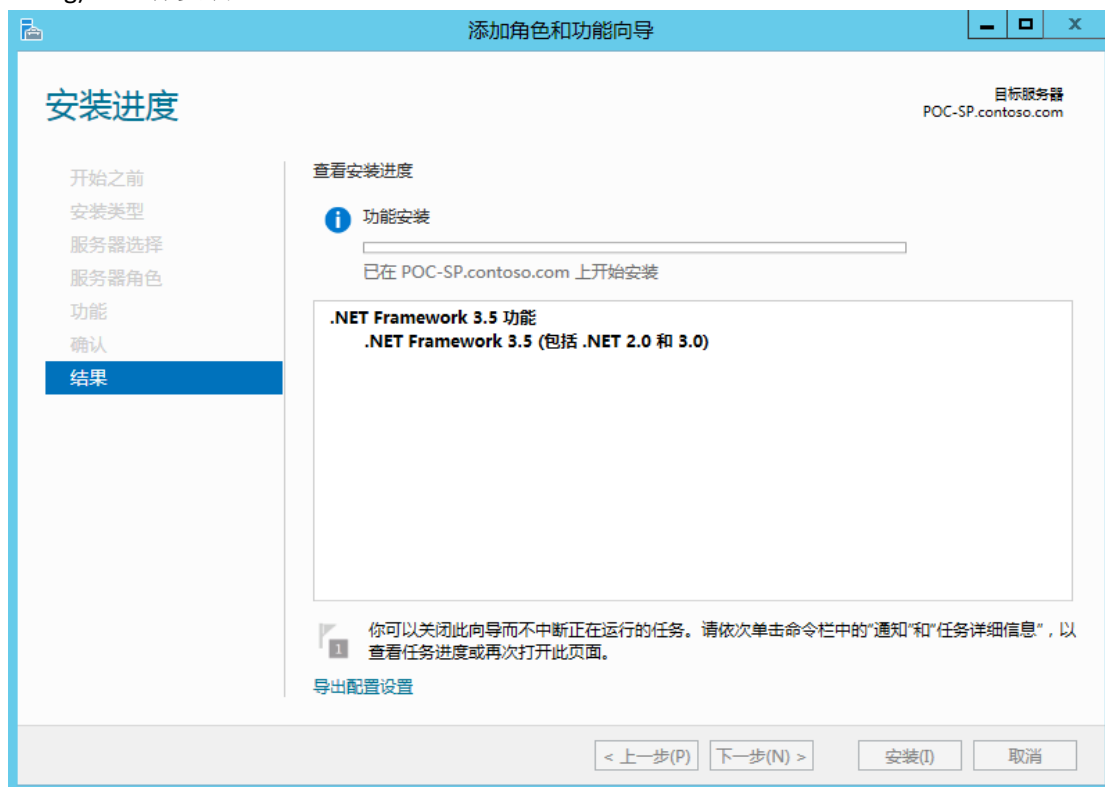 添加角色和功能向导
安装进度
目标服务器
POC-SP.contoso.com
开始之前
安装类型
服务器选择
服务器角色
功能
确认
结果
查看安装进度
功能安装
已在 POC-SP.contoso.com 上开始安装
.NET Framework 3.5 功能
.NET Framework 3.5 (包括 .NET 2.0 和 3.0)
1
你可以关闭此向导而不中断正在运行的任务。请依次单击命令栏中的"通知"和"任务详细信息"，以
查看任务进度或再次打开此页面。
导出配置设置
< 上一步(P)
下一步(N) >
安装(I)
取消